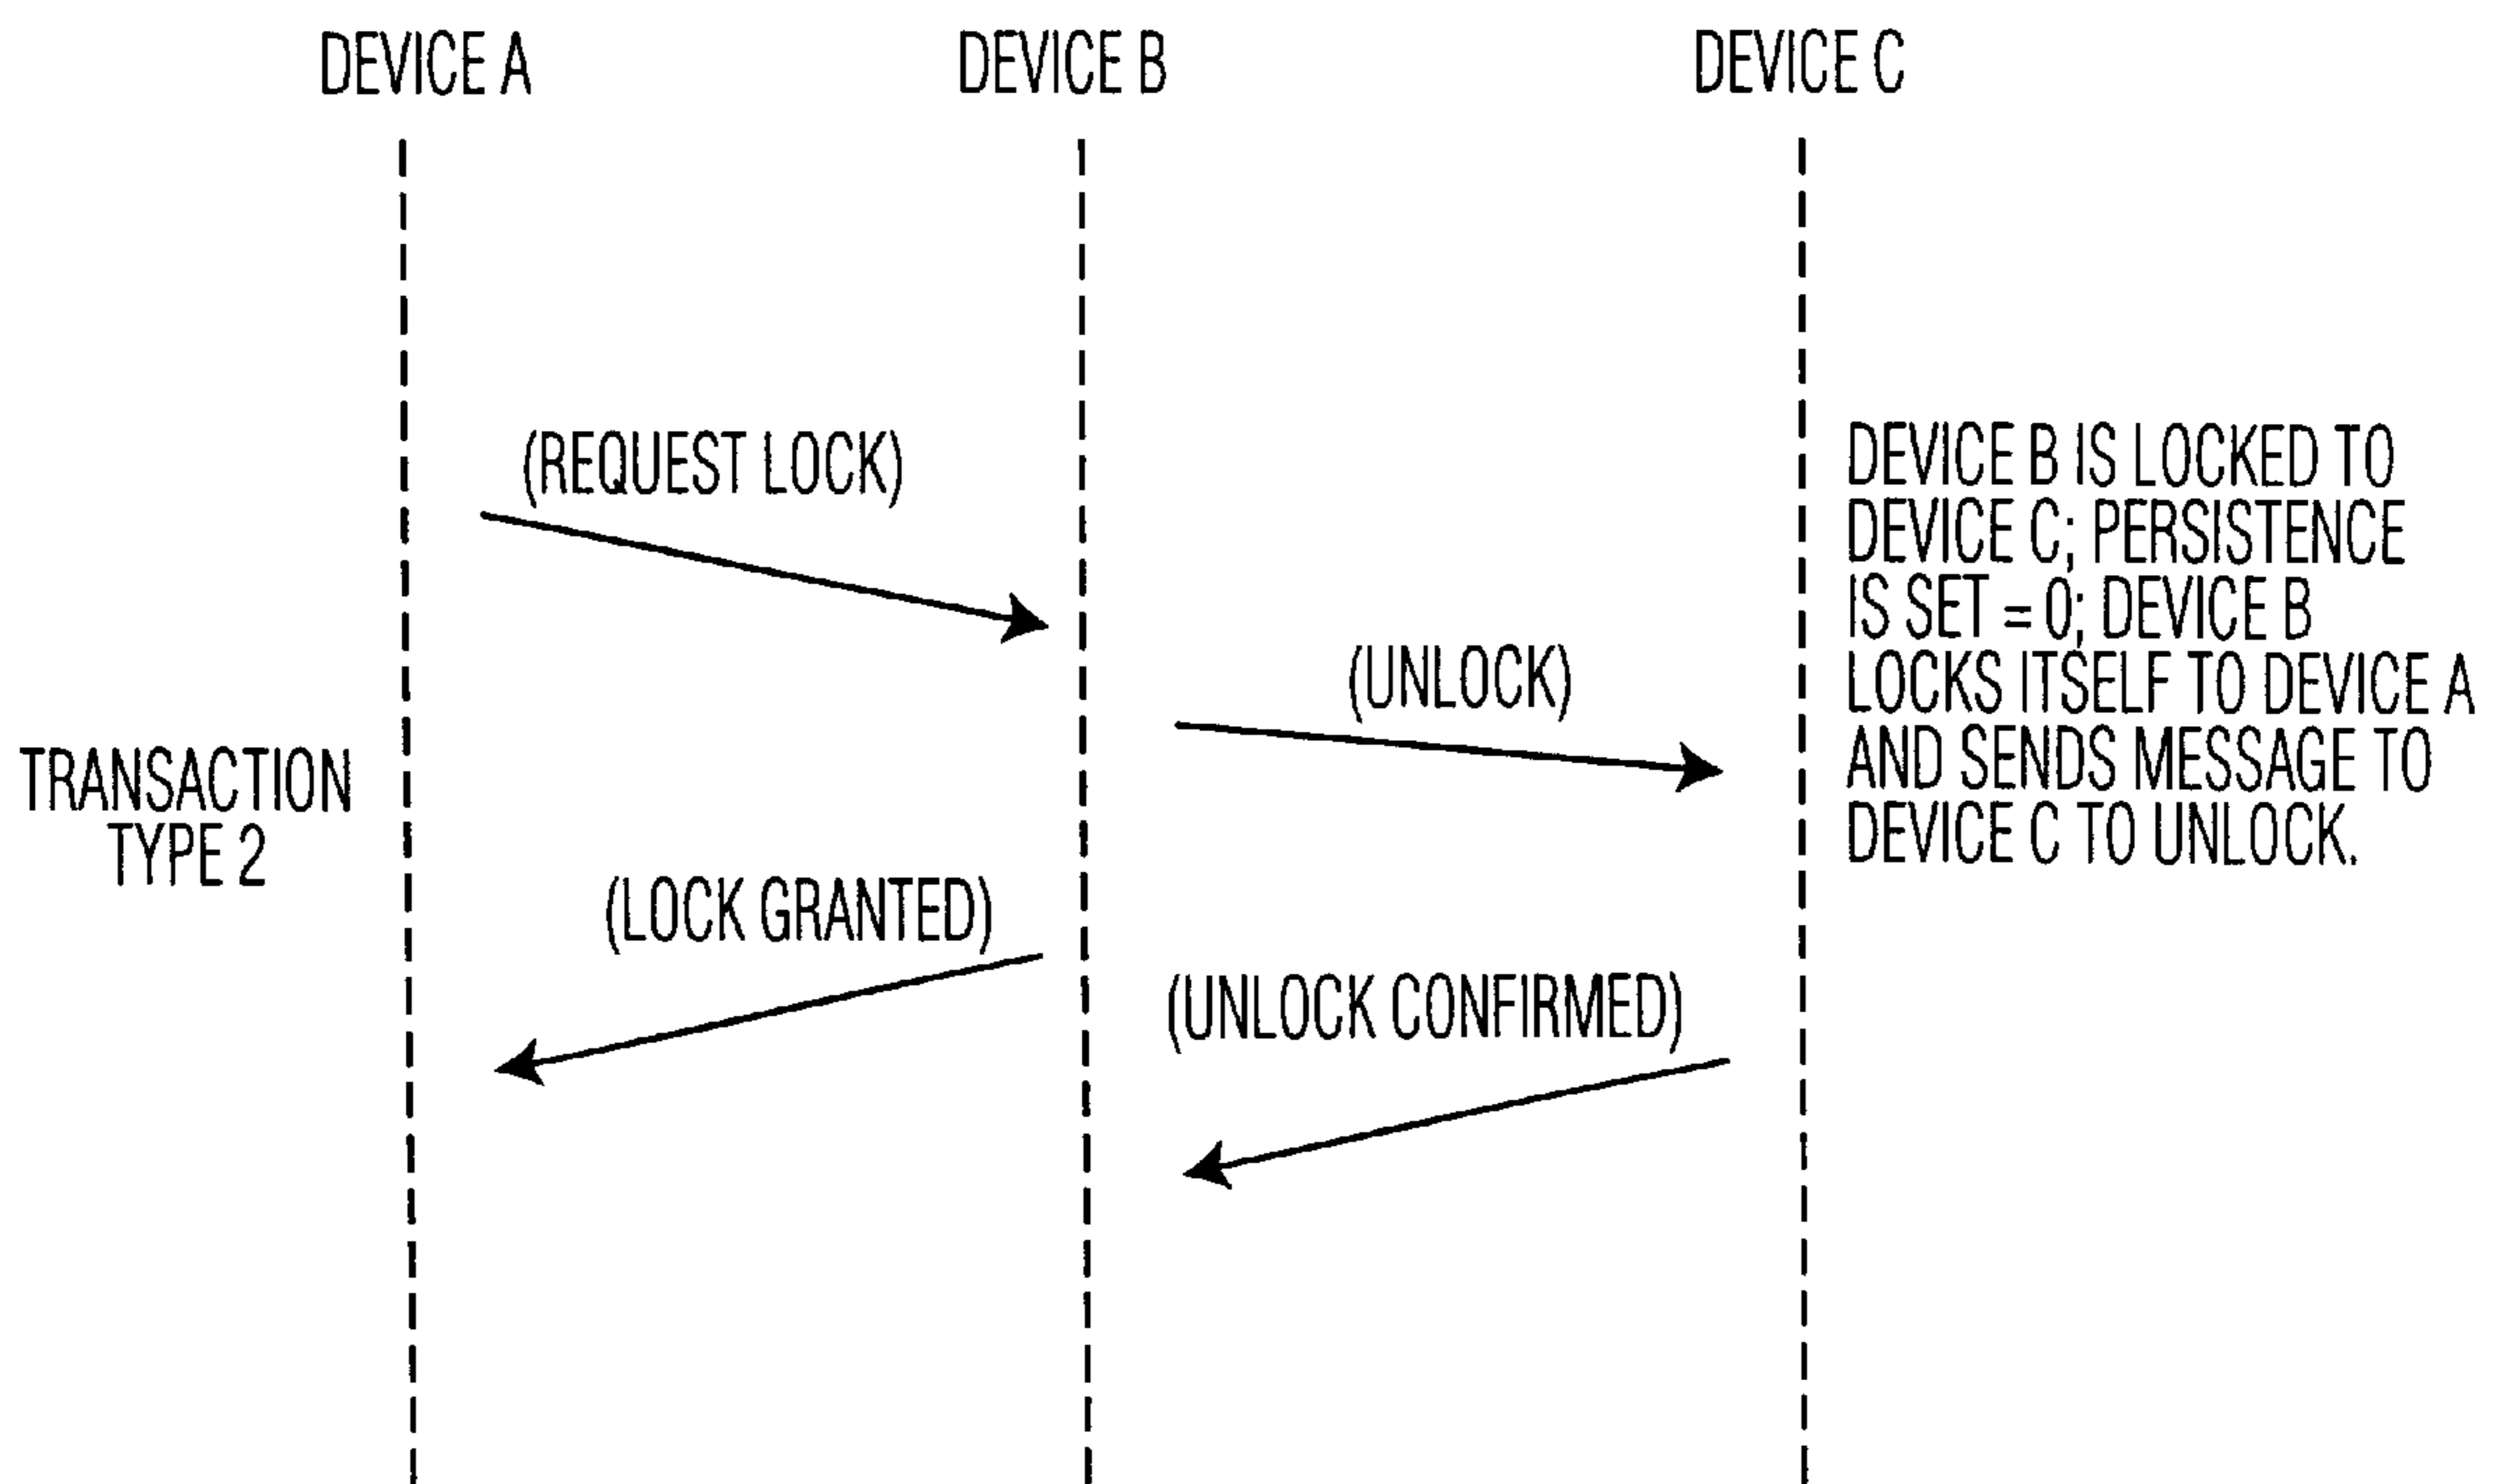 DEVICE A
DEVICE B
DEVICE C
(REQUEST LOCK)
DEVICE B IS LOCKED TO
DEVICE C; PERSISTENCE
IS SET = 0; DEVICE B
LOCKS ITSELF TO DEVICE A
AND SENDS MESSAGE TO
DEVICE C TO UNLOCK.
(UNLOCK)
TRANSACTION
TYPE 2
(LOCK GRANTED)
(UNLOCK CONFIRMED)